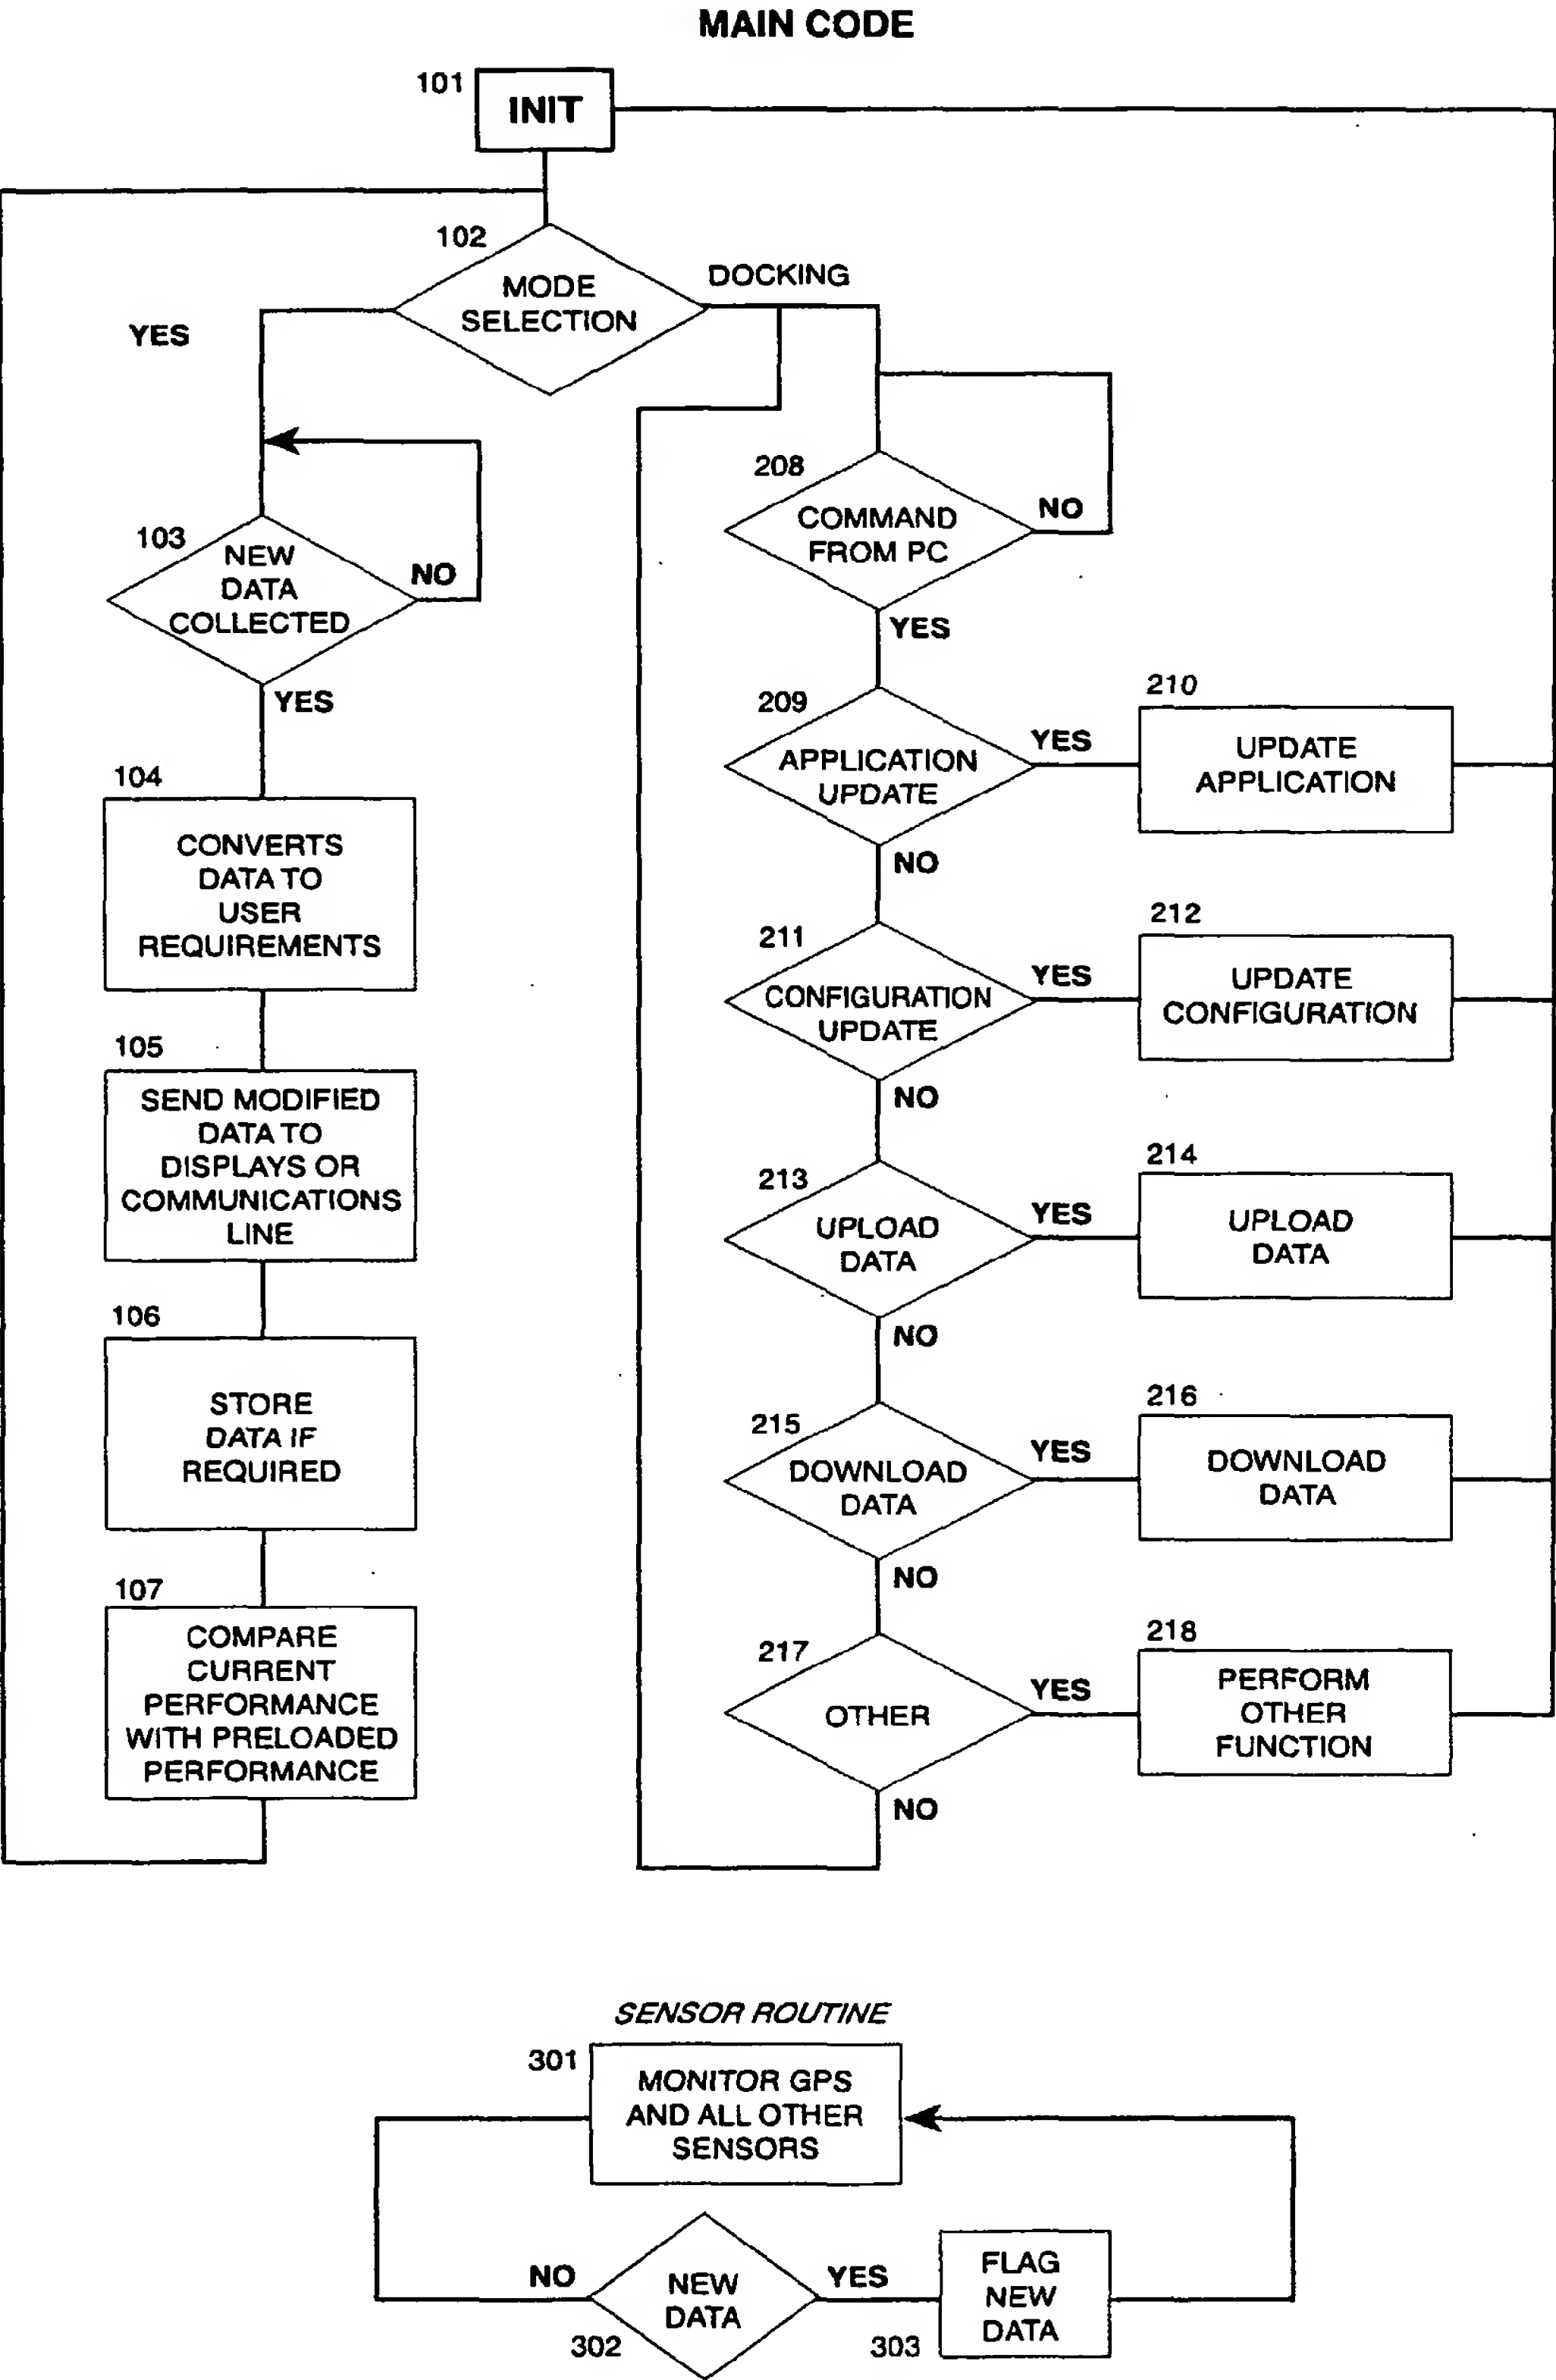 MAIN CODE
101
INIT
102
MODE
SELECTION
DOCKING
YES
103
NEW
DATA
COLLECTED
NO
YES
104
CONVERTS
DATA TO
USER
REQUIREMENTS
105
SEND MODIFIED
DATA TO
DISPLAYS OR
COMMUNICATIONS
LINE
106
STORE
DATA IF
REQUIRED
107
COMPARE
CURRENT
PERFORMANCE
WITH PRELOADED
PERFORMANCE
208
COMMAND
FROM PC
NO
YES
209
APPLICATION
UPDATE
YES
NO
210
UPDATE
APPLICATION
211
CONFIGURATION
UPDATE
YES
NO
212
UPDATE
CONFIGURATION
213
UPLOAD
DATA
YES
NO
214
UPLOAD
DATA
215
DOWNLOAD
DATA
YES
NO
216
DOWNLOAD
DATA
217
OTHER
YES
NO
218
PERFORM
OTHER
FUNCTION
SENSOR ROUTINE
301
MONITOR GPS
AND ALL OTHER
SENSORS
NO
NEW
DATA
302
YES
303
FLAG
NEW
DATA